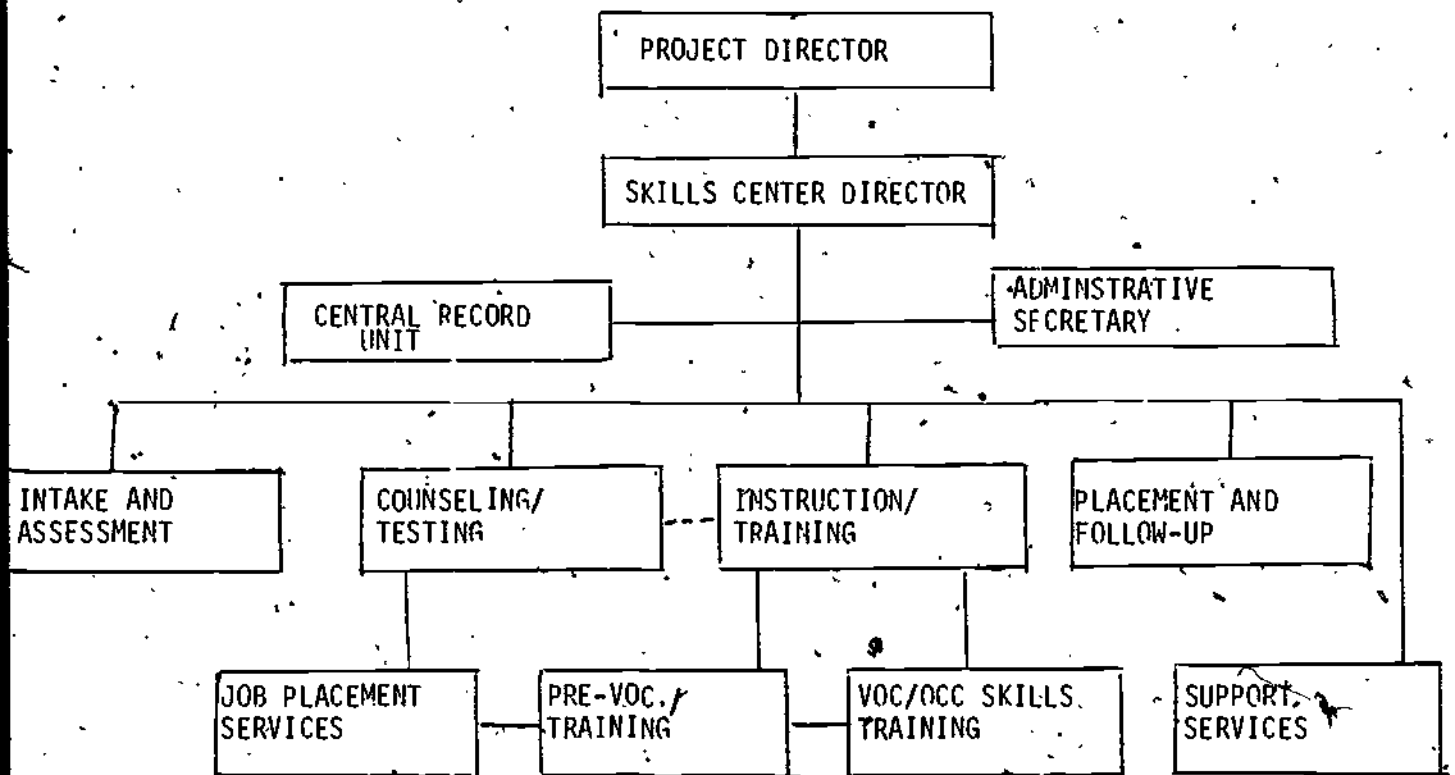 PROJECT DIRECTOR
SKILLS CENTER DIRECTOR
CENTRAL RECORD
UNIT
ADMINSTRATIVE
SECRETARY
INTAKE AND
ASSESSMENT
COUNSELING/
TESTING
INSTRUCTION/
TRAINING
PLACEMENT AND
FOLLOW-UP
JOB PLACEMENT
SERVICES
PRE-VOC./
TRAINING
VOC/OCC SKILLS
TRAINING
SUPPORT
SERVICES